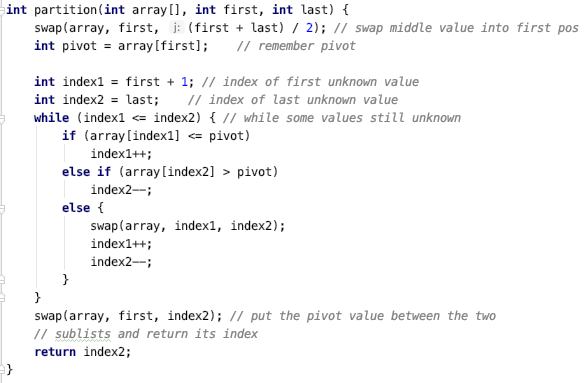 int partition(int array[], int first, int last) {
swap(array, first, j: (first + last) / 2); // swap middle value into first pos
int pivot = array[first]; // remember pivot
int index1 = first + 1; // index of first unknown value
int index2 = last; // index of last unknown value
while (index1 <= index2) { // while some values still unknown
if (array[index1] <= pivot)
index1++;
else if (array[index2] > pivot)
index2--;
else {
swap(array, index1, index2);
index1++;
index2--;
}
}
swap(array, first, index2); // put the pivot value between the two
// sublists and return its index
return index2;
}